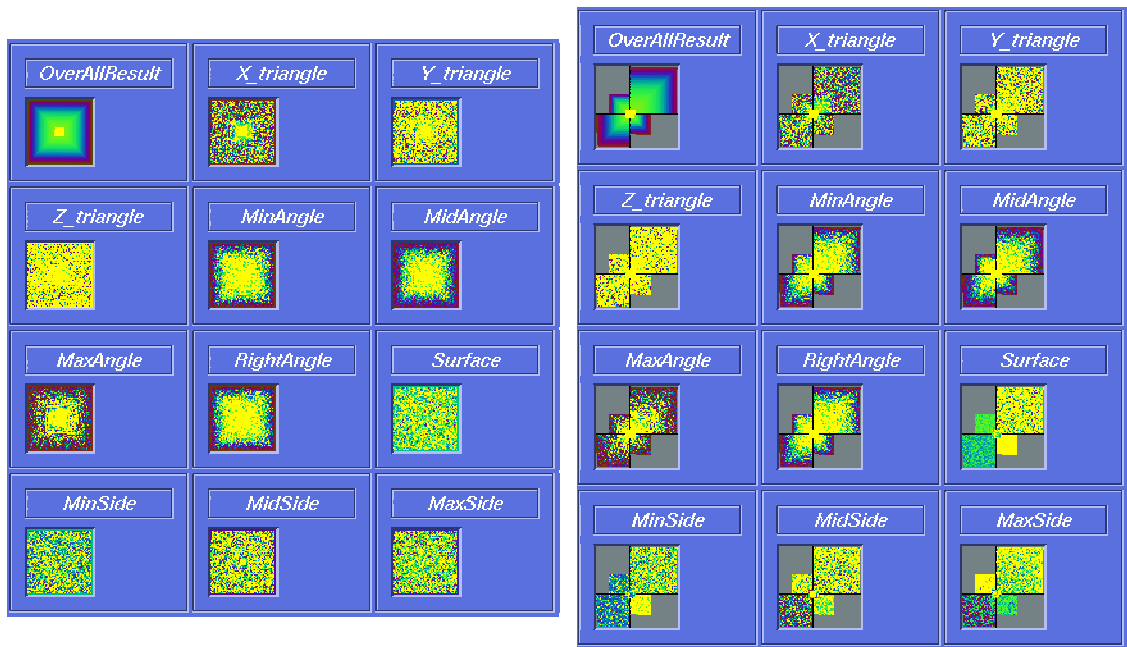 OverAllResult
X_triangle
Y_triangle
Z_triangle
MinAngle
MidAngle
MaxAngle
RightAngle
Surface
MinSide
MidSide
MaxSide
OverAllResult
X_triangle
Y_triangle
Z_triangle
MinAngle
MidAngle
MaxAngle
RightAngle
Surface
MinSide
MidSide
MaxSide